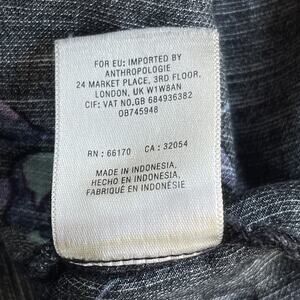 FOR EU: IMPORTED BY
ANTHROPOLOGIE
24 MARKET PLACE, 3RD FLOOR,
LONDON, UK W1W8AN
CIF: VAT NO.GB 684936382
OB745948
RN : 66170 CA : 32054
MADE IN INDONESIA,
HECHO EN INDONESIA,
FABRIQUÉ EN INDONÉSIE